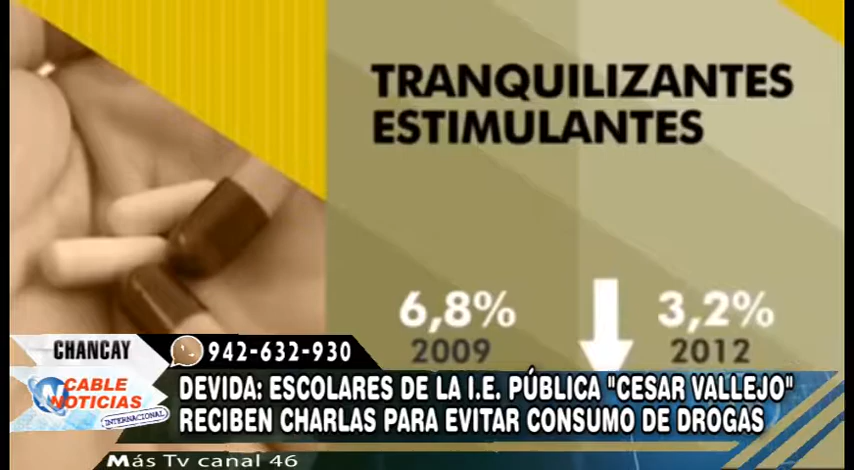 TRANQUILIZANTES
ESTIMULANTES
6,8%
3,2%
2009
2012
CHANCAY
942-632-930
CABLE
NOTICIAS
INTERNACIONAL
DEVIDA: ESCOLARES DE LA I.E. PÚBLICA "CESAR VALLEJO"
RECIBEN CHARLAS PARA EVITAR CONSUMO DE DROGAS
Más Tv canal 46